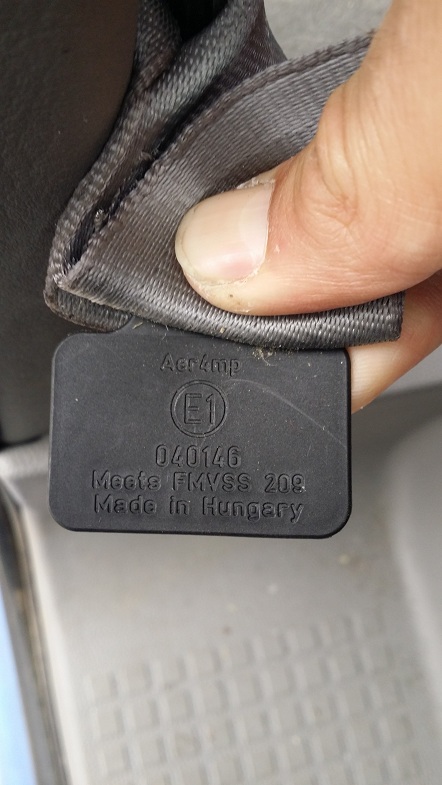 Aer4mp
E1
040146
Meets FMVSS 209
Made in Hungary